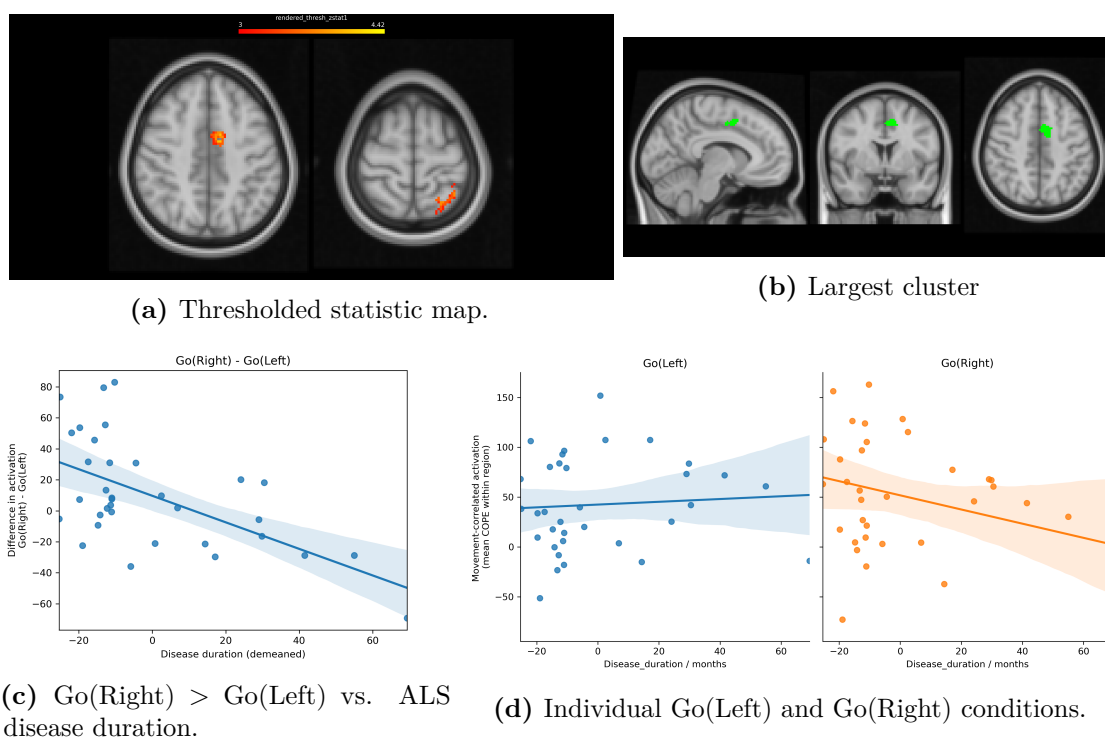 rendered_thresh_zstat1
3 4.42
(a) Thresholded statistic map.
(b) Largest cluster
Go(Right) - Go(Left)
Difference in activation
Go(Right) - Go(Left)
80
60
40
20
0
−20
−40
−60
−20 0 20 40 60
Disease duration (demeaned)
(c) Go(Right) > Go(Left) vs. ALS
disease duration.
Go(Left) Go(Right)
Movement-correlated activation
(mean COPE within region)
150
100
50
0
−50
−20 0 20 40 60 −20 0 20 40 60
Disease_duration / months Disease_duration / months
(d) Individual Go(Left) and Go(Right) conditions.